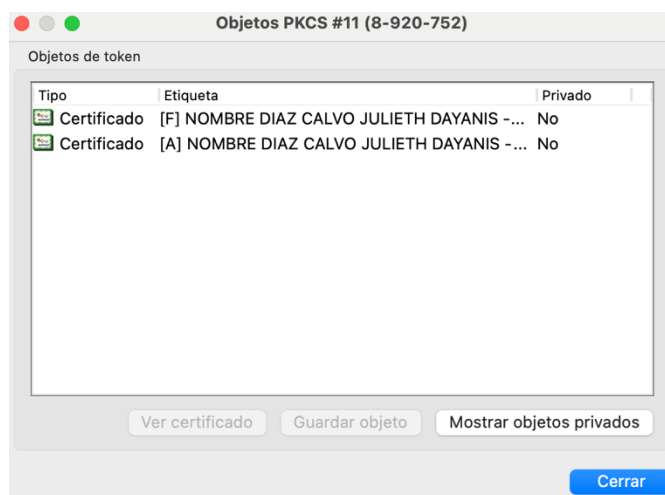 Objetos PKCS #11 (8-920-752)
Objetos de token
Tipo Etiqueta Privado
Certificado [F] NOMBRE DIAZ CALVO JULIETH DAYANIS -... No
Certificado [A] NOMBRE DIAZ CALVO JULIETH DAYANIS -... No
Ver certificado Guardar objeto Mostrar objetos privados
Cerrar